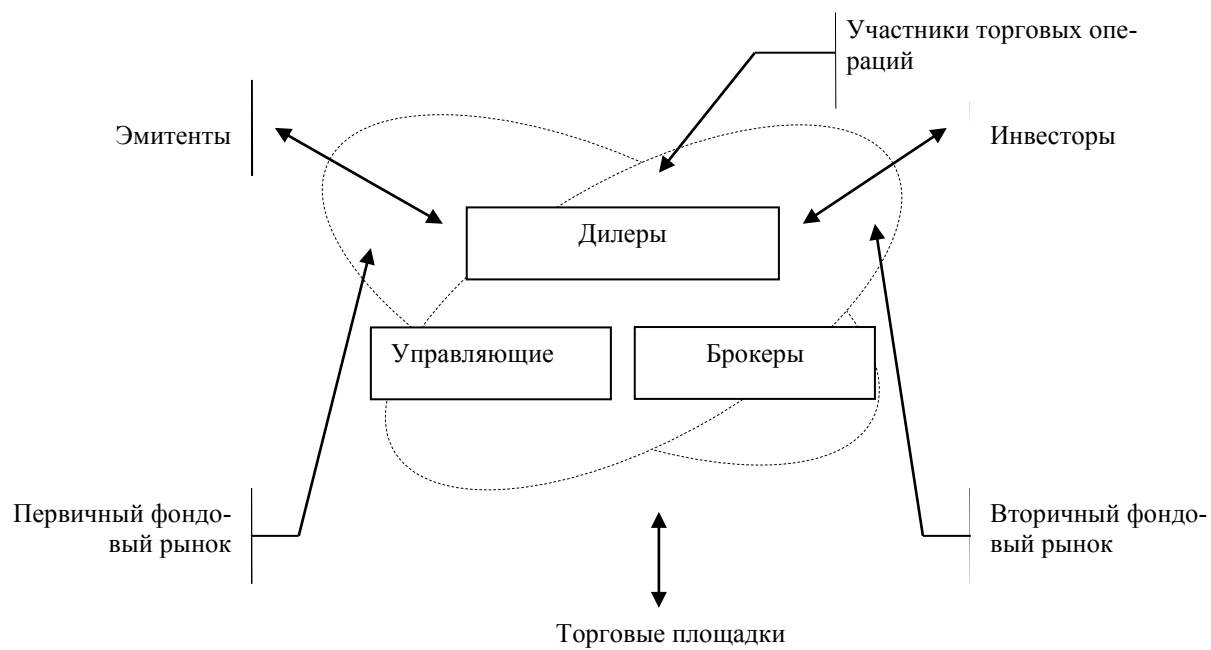 Участники торговых опе-
раций
Эмитенты
Инвесторы
Дилеры
Управляющие
Брокеры
Первичный фондо-
вый рынок
Вторичный фондо-
вый рынок
Торговые площадки